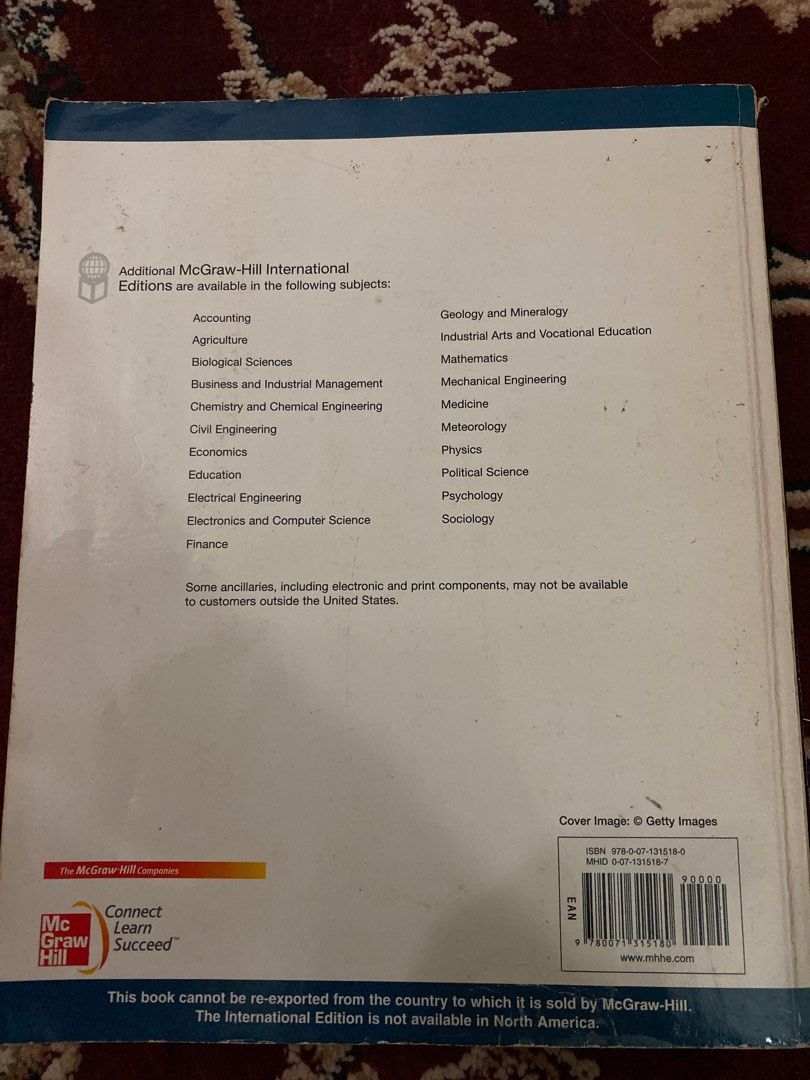 Additional McGraw-Hill International
Editions are available in the following subjects:
Accounting
Agriculture
Biological Sciences
Business and Industrial Management
Chemistry and Chemical Engineering
Civil Engineering
Economics
Education
Electrical Engineering
Electronics and Computer Science
Finance
Geology and Mineralogy
Industrial Arts and Vocational Education
Mathematics
Mechanical Engineering
Medicine
Meteorology
Physics
Political Science
Psychology
Sociology
Some ancillaries, including electronic and print components, may not be available
to customers outside the United States.
Cover Image: © Getty Images
ISBN 978-0-07-131518-0
MHID 0-07-131518-7
90000
EAN
9 780071 315180
www.mhhe.com
The McGraw·Hill Companies
Mc
Graw
Hill
Connect
Learn
Succeed™
This book cannot be re-exported from the country to which it is sold by McGraw-Hill.
The International Edition is not available in North America.